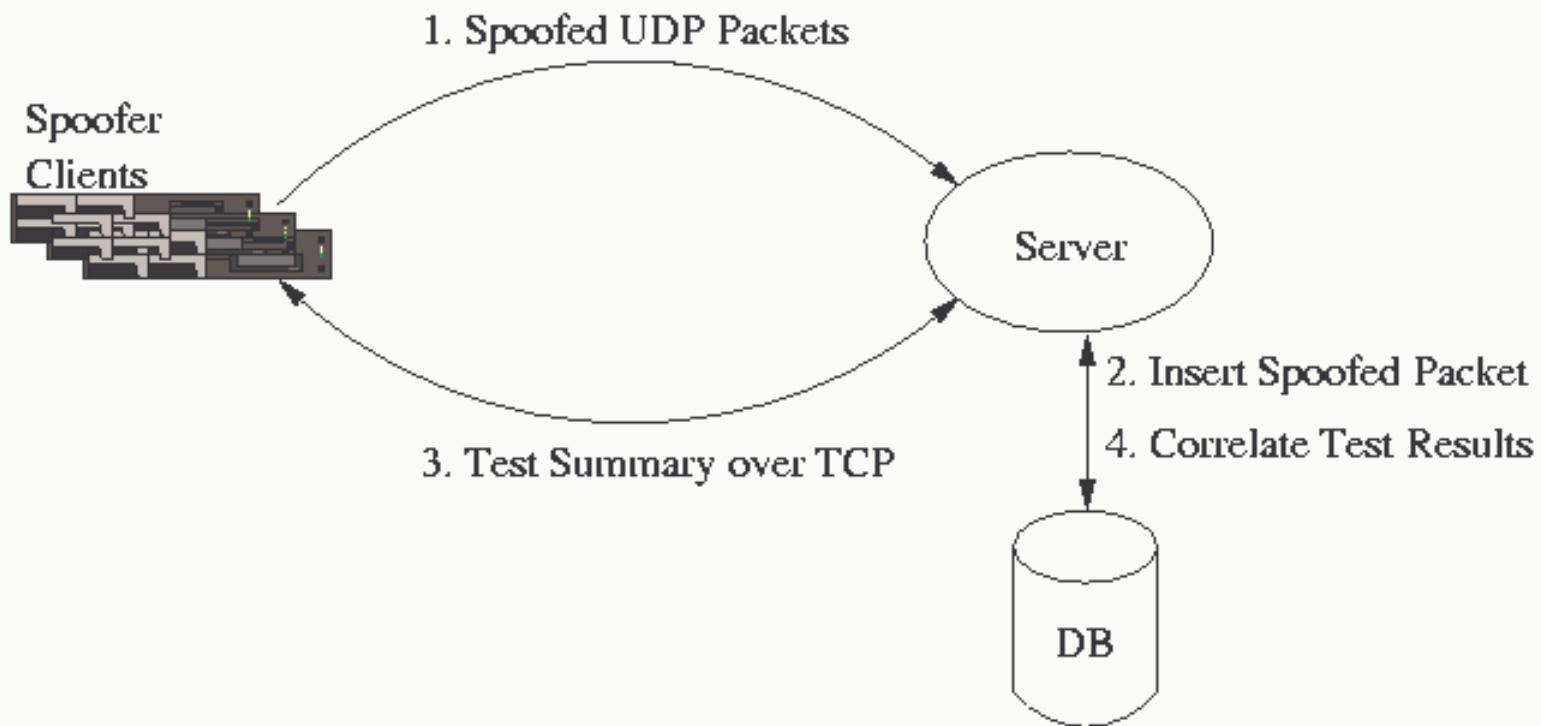 1. Spoofed UDP Packets
Spoofer
Clients
Server
2. Insert Spoofed Packet
4. Correlate Test Results
3. Test Summary over TCP
DB